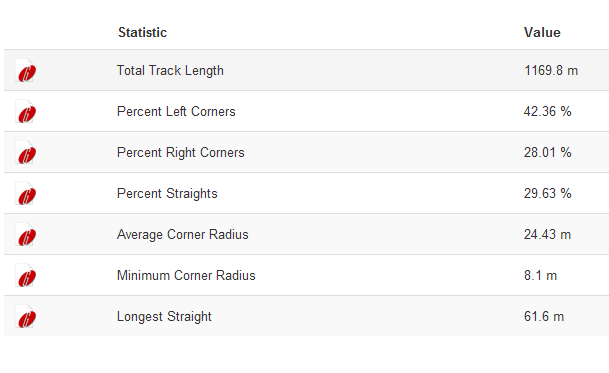 Statistic Value
Total Track Length 1169.8 m
Percent Left Corners 42.36 %
Percent Right Corners 28.01 %
Percent Straights 29.63 %
Average Corner Radius 24.43 m
Minimum Corner Radius 8.1 m
Longest Straight 61.6 m